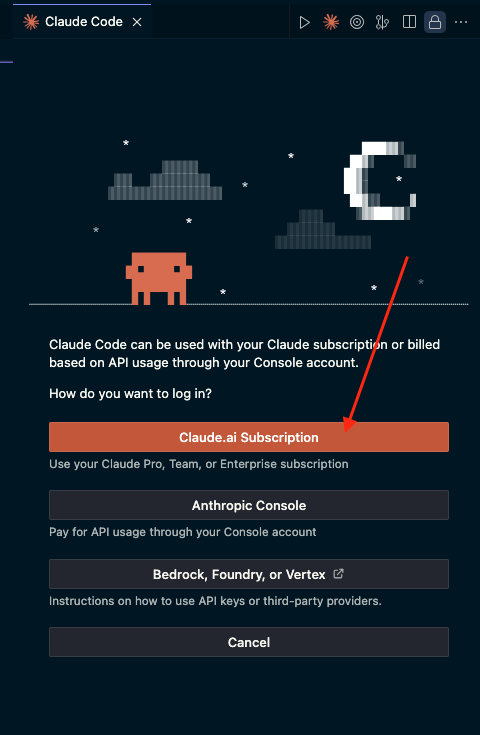 Claude Code
Claude Code can be used with your Claude subscription or billed
based on API usage through your Console account.
How do you want to log in?
Claude.ai Subscription
Use your Claude Pro, Team, or Enterprise subscription
Anthropic Console
Pay for API usage through your Console account
Bedrock, Foundry, or Vertex
Instructions on how to use API keys or third-party providers.
Cancel